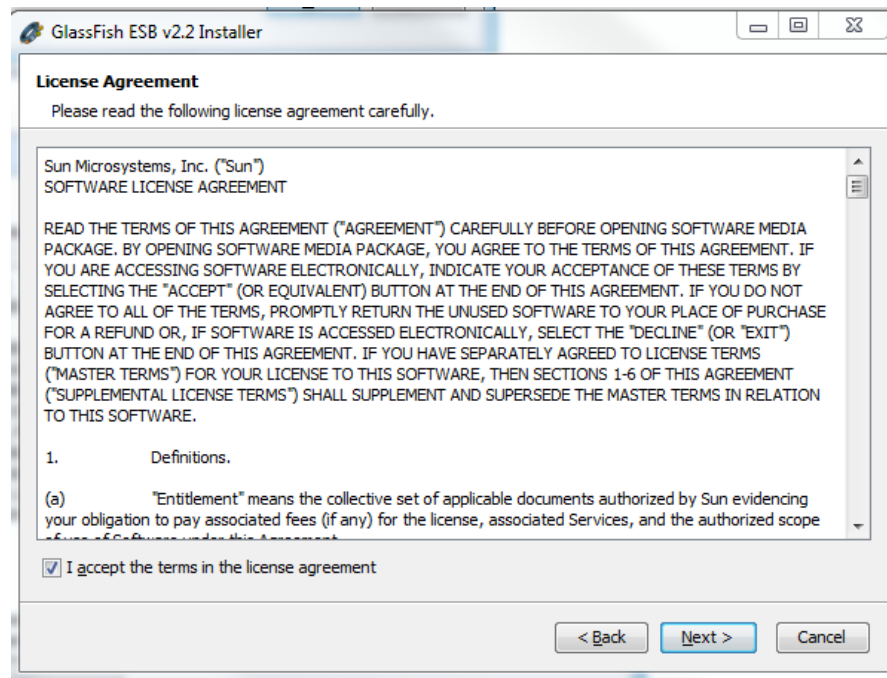 GlassFish ESB v2.2 Installer
License Agreement
Please read the following license agreement carefully.
Sun Microsystems, Inc. ("Sun")
SOFTWARE LICENSE AGREEMENT
READ THE TERMS OF THIS AGREEMENT ("AGREEMENT") CAREFULLY BEFORE OPENING SOFTWARE MEDIA
PACKAGE. BY OPENING SOFTWARE MEDIA PACKAGE, YOU AGREE TO THE TERMS OF THIS AGREEMENT. IF
YOU ARE ACCESSING SOFTWARE ELECTRONICALLY, INDICATE YOUR ACCEPTANCE OF THESE TERMS BY
SELECTING THE "ACCEPT" (OR EQUIVALENT) BUTTON AT THE END OF THIS AGREEMENT. IF YOU DO NOT
AGREE TO ALL OF THE TERMS, PROMPTLY RETURN THE UNUSED SOFTWARE TO YOUR PLACE OF PURCHASE
FOR A REFUND OR, IF SOFTWARE IS ACCESSED ELECTRONICALLY, SELECT THE "DECLINE" (OR "EXIT")
BUTTON AT THE END OF THIS AGREEMENT. IF YOU HAVE SEPARATELY AGREED TO LICENSE TERMS
("MASTER TERMS") FOR YOUR LICENSE TO THIS SOFTWARE, THEN SECTIONS 1-6 OF THIS AGREEMENT
("SUPPLEMENTAL LICENSE TERMS") SHALL SUPPLEMENT AND SUPERSEDE THE MASTER TERMS IN RELATION
TO THIS SOFTWARE.
1. Definitions.
(a) "Entitlement" means the collective set of applicable documents authorized by Sun evidencing
your obligation to pay associated fees (if any) for the license, associated Services, and the authorized scope
of use of Software under this Agreement.
I accept the terms in the license agreement
< Back Next > Cancel